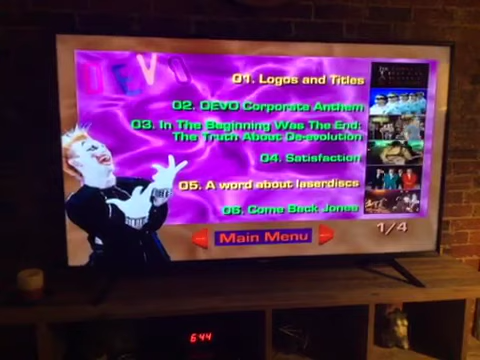 DEVO
01. Logos and Titles
02. DEVO Corporate Anthem
03. In The Beginning Was The End:
The Truth About De-evolution
04. Satisfaction
05. A word about laserdiscs
06. Come Back Jonee
1/4
Main Menu
6:44